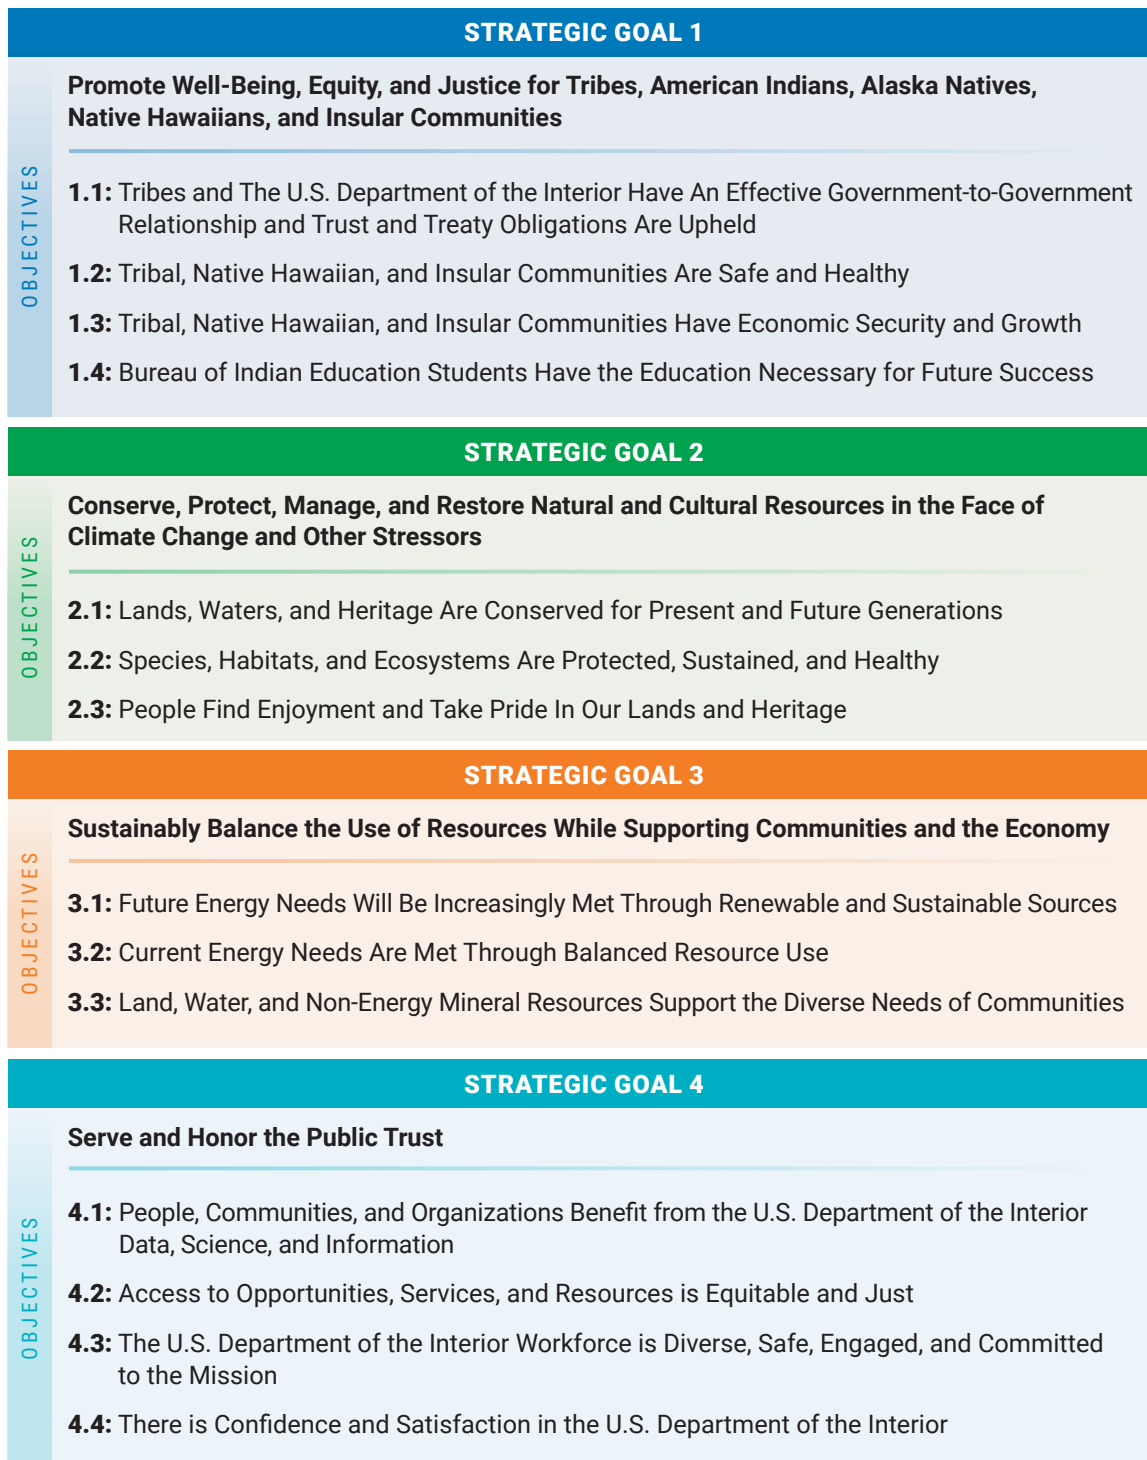 STRATEGIC GOAL 1
OBJECTIVES
Promote Well-Being, Equity, and Justice for Tribes, American Indians, Alaska Natives,
Native Hawaiians, and Insular Communities
1.1: Tribes and The U.S. Department of the Interior Have An Effective Government-to-Government
Relationship and Trust and Treaty Obligations Are Upheld
1.2: Tribal, Native Hawaiian, and Insular Communities Are Safe and Healthy
1.3: Tribal, Native Hawaiian, and Insular Communities Have Economic Security and Growth
1.4: Bureau of Indian Education Students Have the Education Necessary for Future Success
STRATEGIC GOAL 2
OBJECTIVES
Conserve, Protect, Manage, and Restore Natural and Cultural Resources in the Face of
Climate Change and Other Stressors
2.1: Lands, Waters, and Heritage Are Conserved for Present and Future Generations
2.2: Species, Habitats, and Ecosystems Are Protected, Sustained, and Healthy
2.3: People Find Enjoyment and Take Pride In Our Lands and Heritage
STRATEGIC GOAL 3
OBJECTIVES
Sustainably Balance the Use of Resources While Supporting Communities and the Economy
3.1: Future Energy Needs Will Be Increasingly Met Through Renewable and Sustainable Sources
3.2: Current Energy Needs Are Met Through Balanced Resource Use
3.3: Land, Water, and Non-Energy Mineral Resources Support the Diverse Needs of Communities
STRATEGIC GOAL 4
OBJECTIVES
Serve and Honor the Public Trust
4.1: People, Communities, and Organizations Benefit from the U.S. Department of the Interior
Data, Science, and Information
4.2: Access to Opportunities, Services, and Resources is Equitable and Just
4.3: The U.S. Department of the Interior Workforce is Diverse, Safe, Engaged, and Committed
to the Mission
4.4: There is Confidence and Satisfaction in the U.S. Department of the Interior